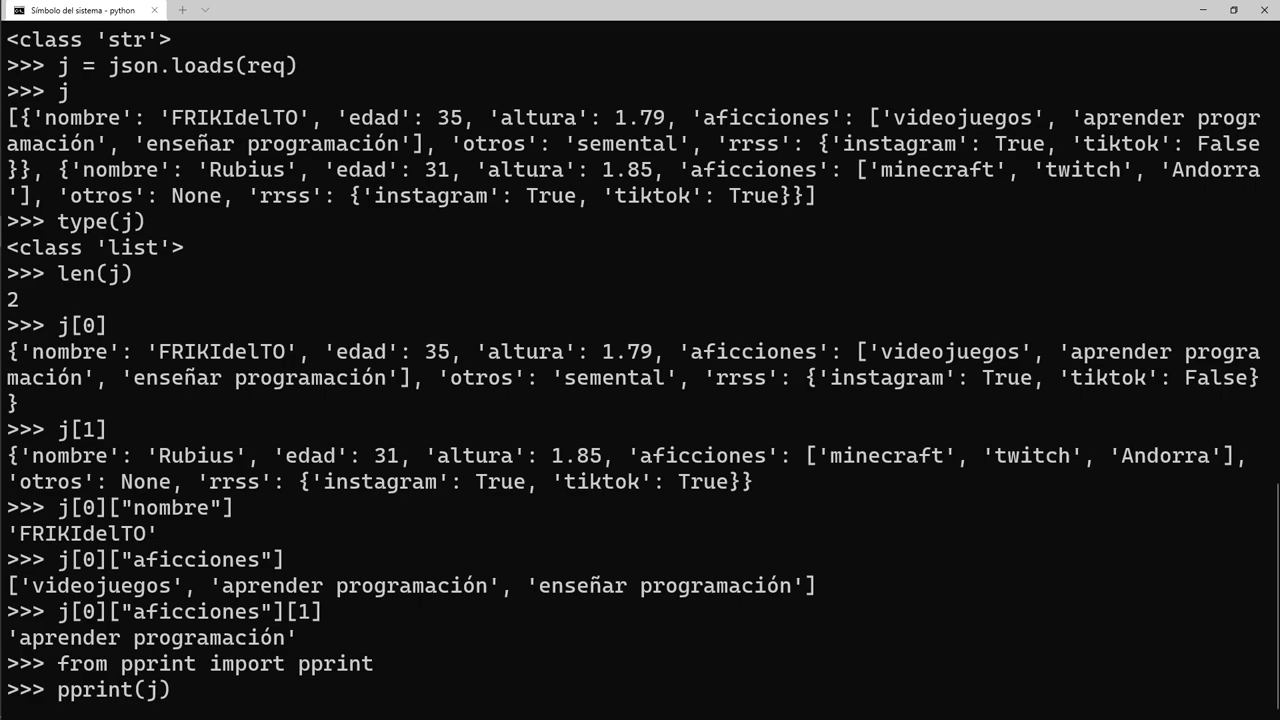 Símbolo del sistema - python
<class 'str'>
>>> j = json.loads(req)
>>> j
[{'nombre': 'FRIKIdelTO', 'edad': 35, 'altura': 1.79, 'aficciones': ['videojuegos', 'aprender progr
amación', 'enseñar programación'], 'otros': 'semental', 'rrss': {'instagram': True, 'tiktok': False
}}, {'nombre': 'Rubius', 'edad': 31, 'altura': 1.85, 'aficciones': ['minecraft', 'twitch', 'Andorra
'], 'otros': None, 'rrss': {'instagram': True, 'tiktok': True}}]
>>> type(j)
<class 'list'>
>>> len(j)
2
>>> j[0]
{'nombre': 'FRIKIdelTO', 'edad': 35, 'altura': 1.79, 'aficciones': ['videojuegos', 'aprender progra
mación', 'enseñar programación'], 'otros': 'semental', 'rrss': {'instagram': True, 'tiktok': False}
}
>>> j[1]
{'nombre': 'Rubius', 'edad': 31, 'altura': 1.85, 'aficciones': ['minecraft', 'twitch', 'Andorra'],
'otros': None, 'rrss': {'instagram': True, 'tiktok': True}}
>>> j[0]["nombre"]
'FRIKIdelTO'
>>> j[0]["aficciones"]
['videojuegos', 'aprender programación', 'enseñar programación']
>>> j[0]["aficciones"][1]
'aprender programación'
>>> from pprint import pprint
>>> pprint(j)